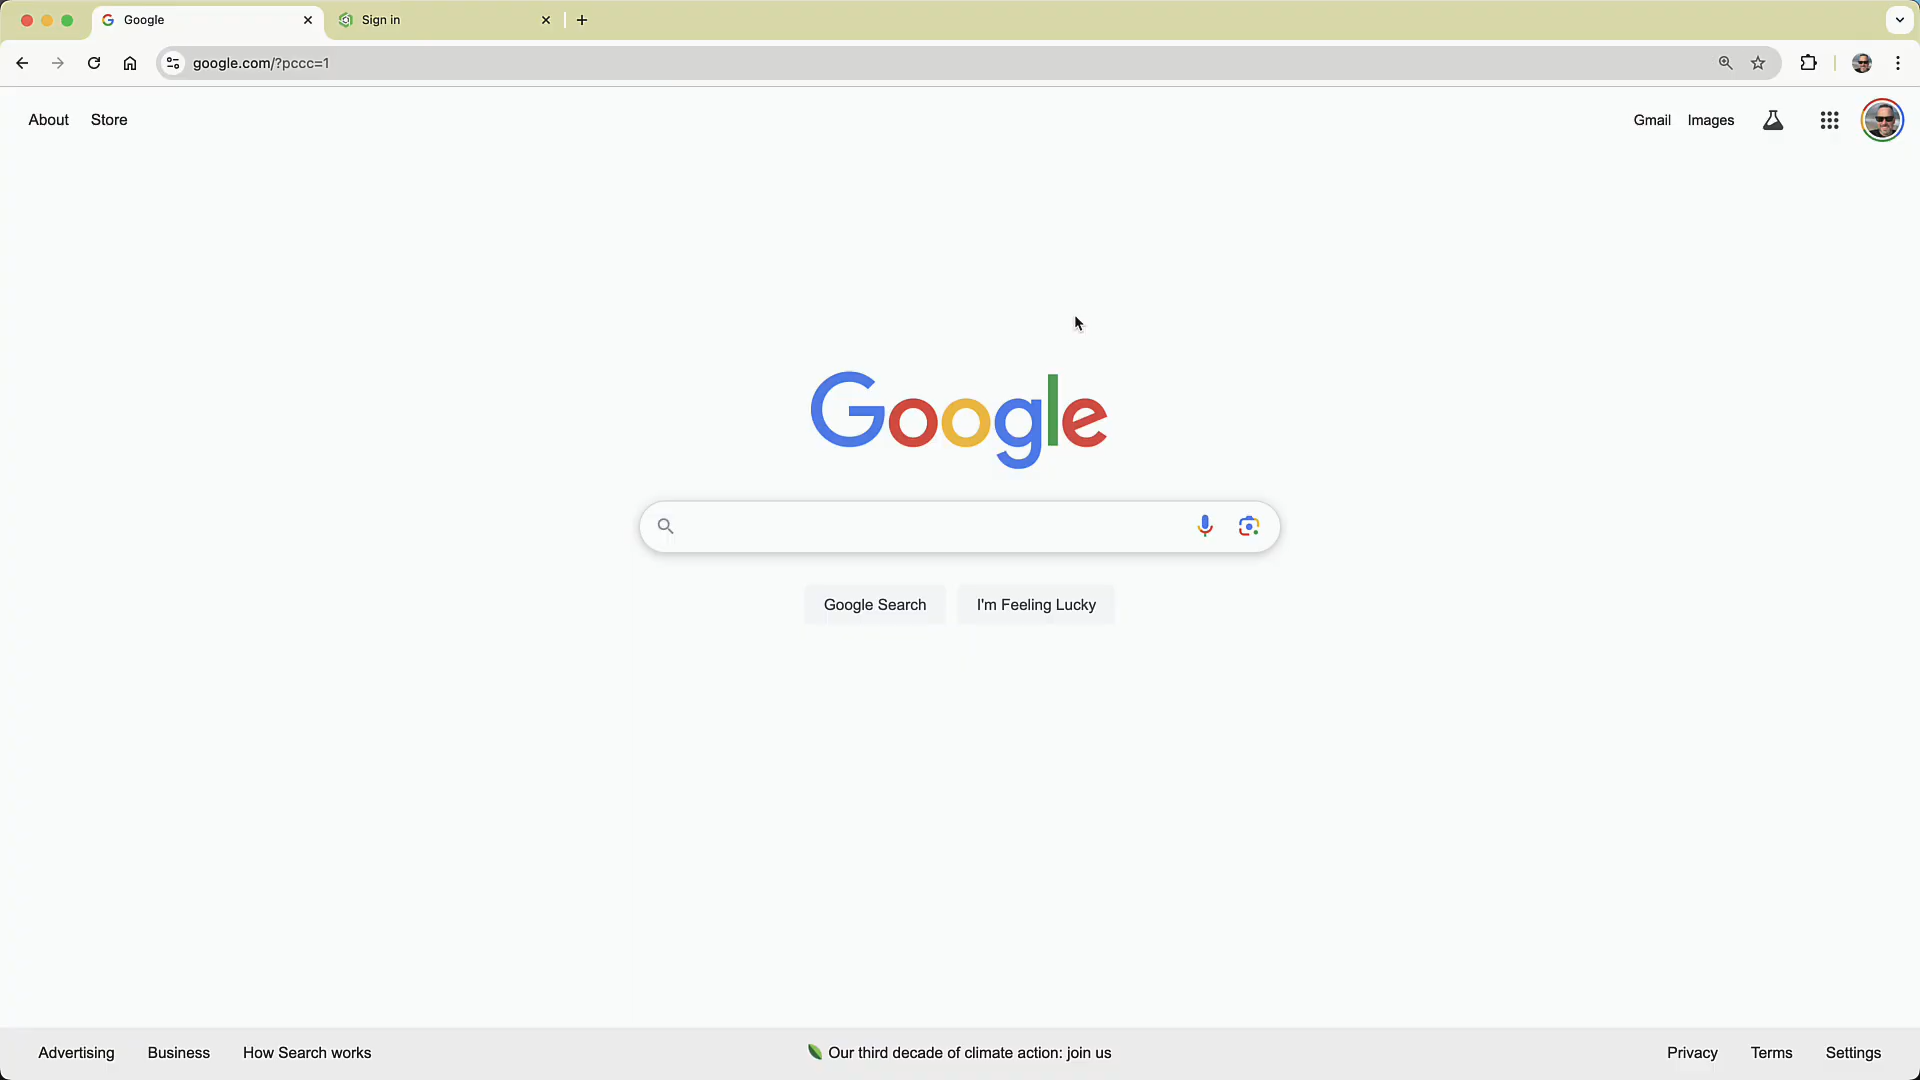 Google
Sign in
google.com/?pccc=1
About
Store
Gmail
Images
Google
Google Search
I'm Feeling Lucky
Advertising
Business
How Search works
Our third decade of climate action: join us
Privacy
Terms
Settings